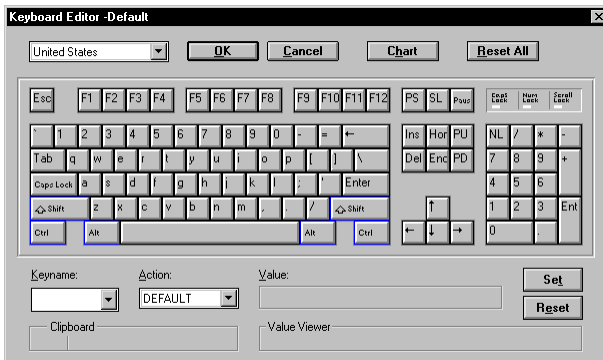 Keyboard Editor -Default
United States OK Cancel Chart Reset All
Esc F1 F2 F3 F4 F5 F6 F7 F8 F9 F10 F11 F12 PS SL Paus Caps Lock Num Lock Scroll Lock
` 1 2 3 4 5 6 7 8 9 0 - = ← Ins Hor PU NL / * -
Tab q w e r t y u i o p [ ] \ Del End PD 7 8 9 +
Caps Lock a s d f g h j k l ; ' Enter 4 5 6
Shift z x c v b n m , . / Shift ↑ 1 2 3 Ent
Ctrl Alt Alt Ctrl ← ↓ → 0 .
Keyname: Action: Value:
DEFAULT
Set
Reset
Clipboard Value Viewer